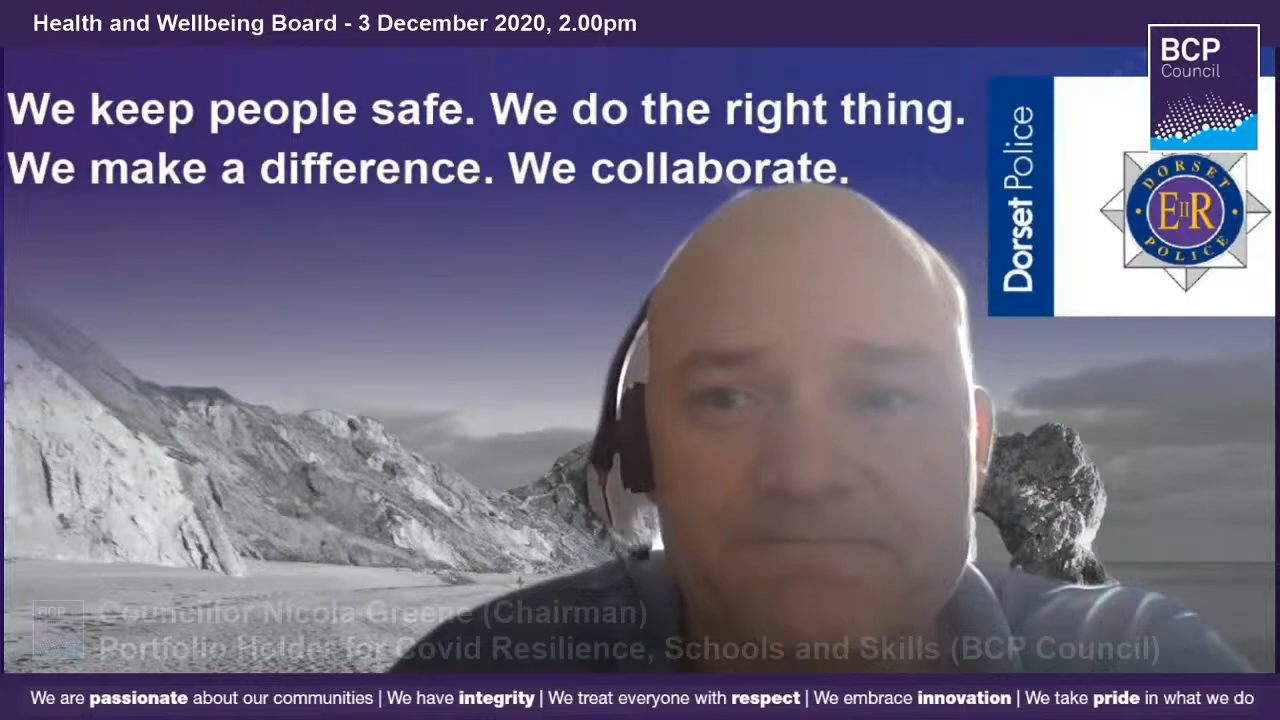 Health and Wellbeing Board - 3 December 2020, 2.00pm
BCP
Council
We keep people safe. We do the right thing.
We make a difference. We collaborate.
Dorset Police
DORSET
E II R
POLICE
BCP
Councillor Nicola Greene (Chairman)
Portfolio Holder for Covid Resilience, Schools and Skills (BCP Council)
We are passionate about our communities | We have integrity | We treat everyone with respect | We embrace innovation | We take pride in what we do